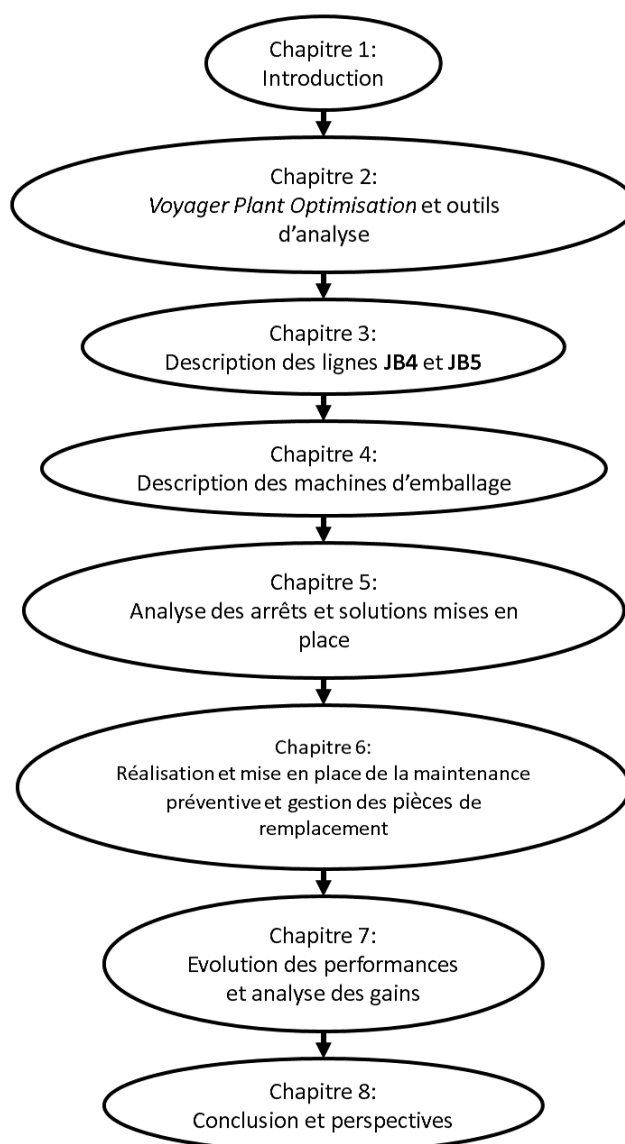 Chapitre 1:
Introduction
Chapitre 2:
Voyager Plant Optimisation et outils
d’analyse
Chapitre 3:
Description des lignes JB4 et JB5
Chapitre 4:
Description des machines d’emballage
Chapitre 5:
Analyse des arrêts et solutions mises en
place
Chapitre 6:
Réalisation et mise en place de la maintenance
préventive et gestion des pièces de
remplacement
Chapitre 7:
Evolution des performances
et analyse des gains
Chapitre 8:
Conclusion et perspectives